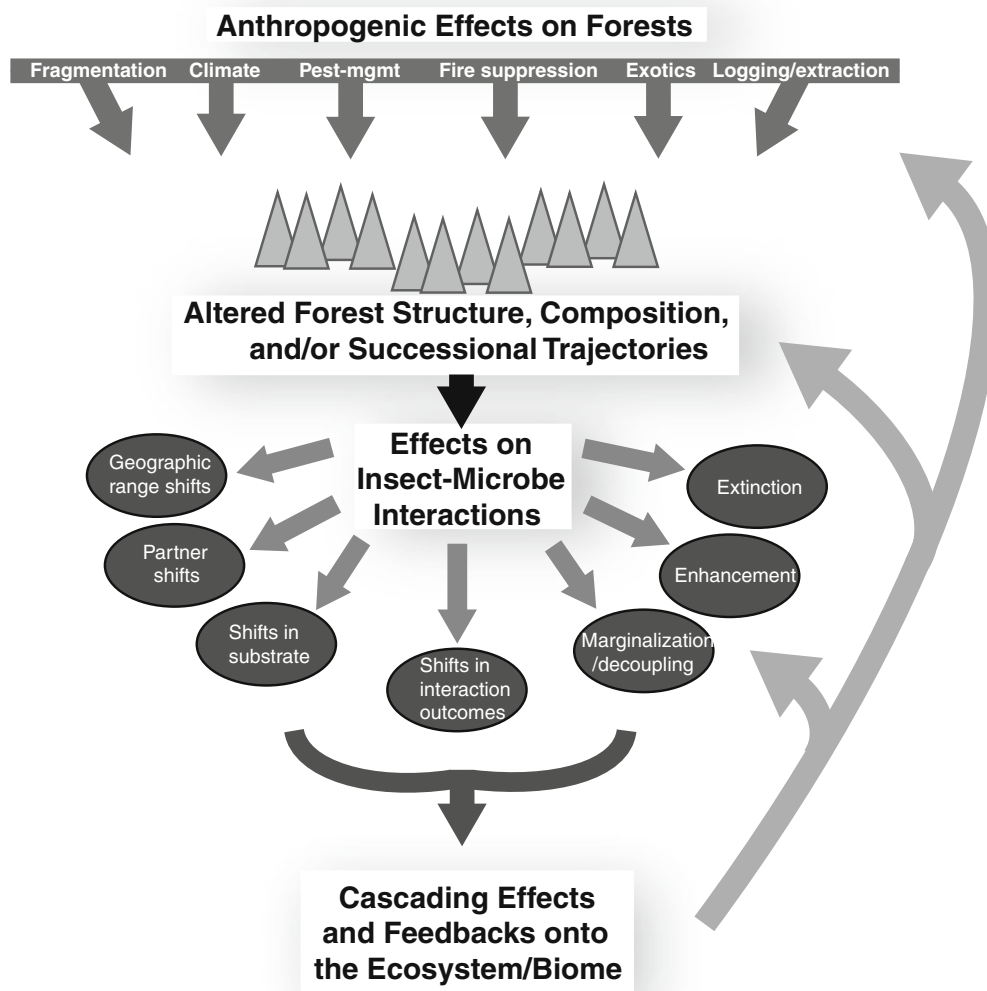 Anthropogenic Effects on Forests
Fragmentation Climate Pest-mgmt Fire suppression Exotics Logging/extraction
Altered Forest Structure, Composition,
and/or Successional Trajectories
Effects on
Insect-Microbe
Interactions
Geographic
range shifts
Partner
shifts
Shifts in
substrate
Shifts in
interaction
outcomes
Marginalization
/decoupling
Enhancement
Extinction
Cascading Effects
and Feedbacks onto
the Ecosystem/Biome